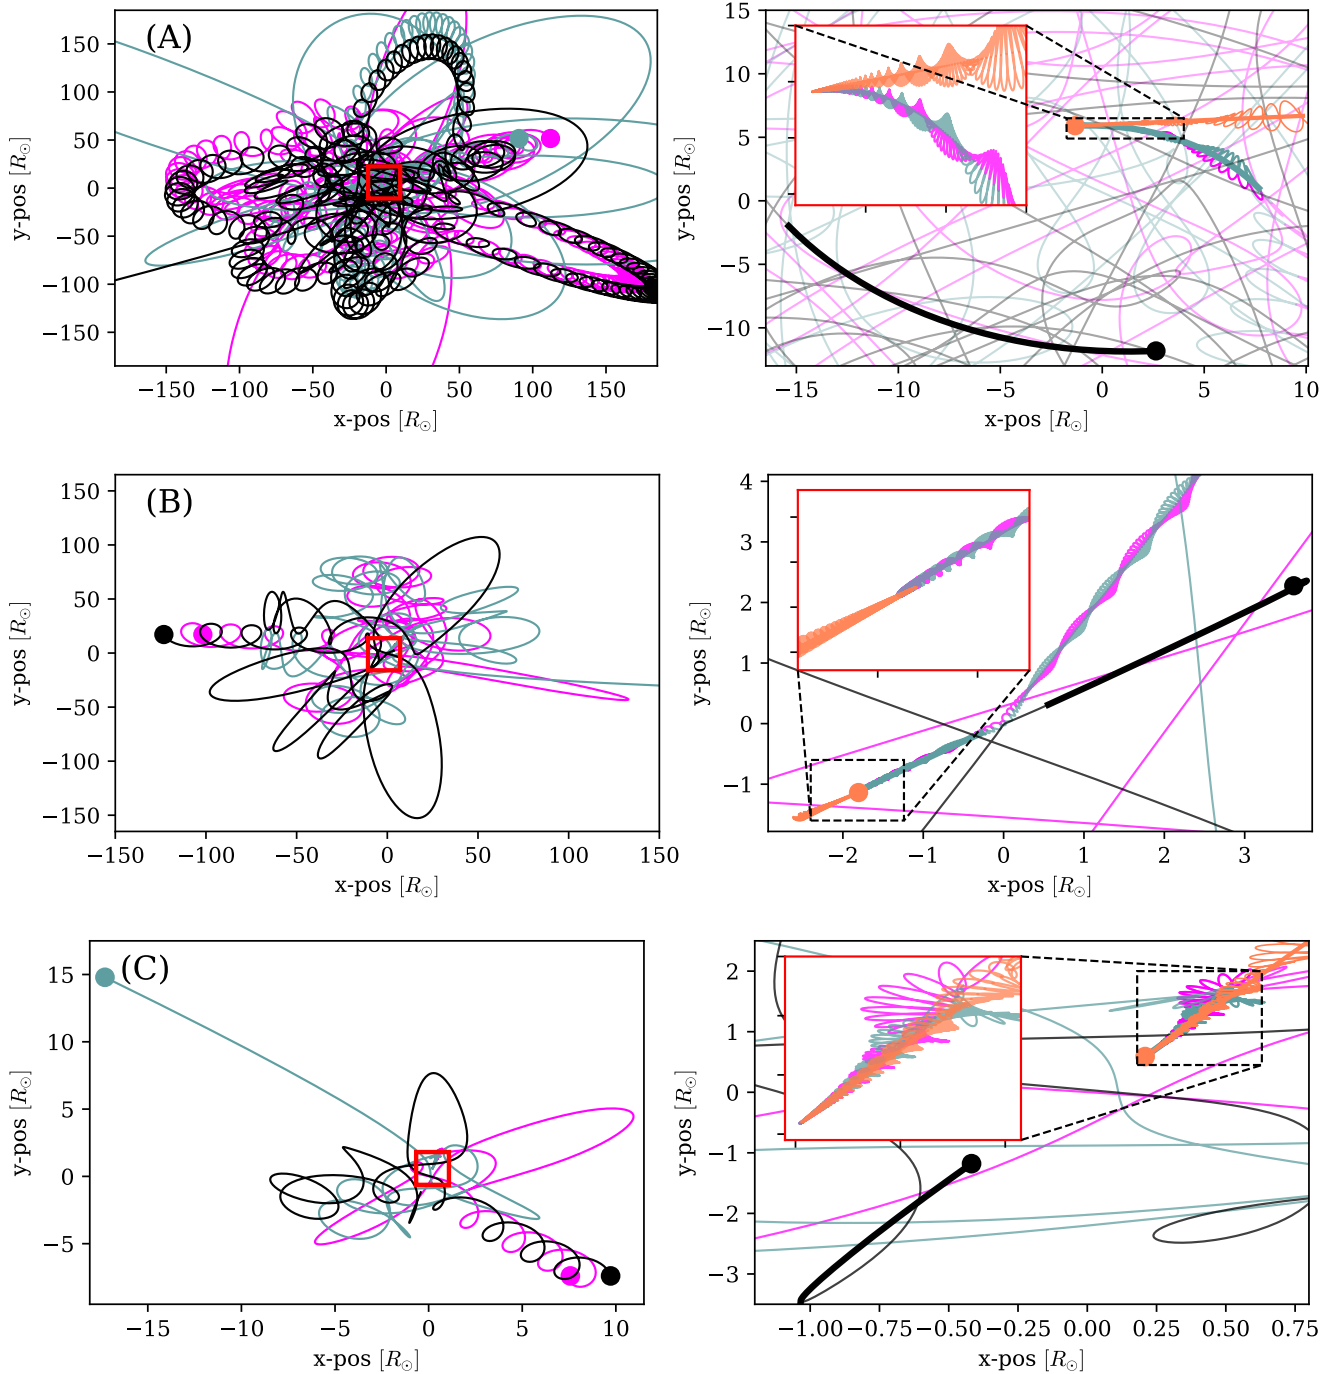 (A)
150
100
50
0
−50
−100
−150
y-pos [R⊙]
−150 −100 −50 0 50 100 150
x-pos [R⊙]
15
10
5
0
−5
−10
y-pos [R⊙]
−15 −10 −5 0 5 10
x-pos [R⊙]
(B)
150
100
50
0
−50
−100
−150
y-pos [R⊙]
−150 −100 −50 0 50 100 150
x-pos [R⊙]
4
3
2
1
0
−1
y-pos [R⊙]
−2 −1 0 1 2 3
x-pos [R⊙]
(C)
15
10
5
0
−5
y-pos [R⊙]
−15 −10 −5 0 5 10
x-pos [R⊙]
2
1
0
−1
−2
−3
y-pos [R⊙]
−1.00 −0.75 −0.50 −0.25 0.00 0.25 0.50 0.75
x-pos [R⊙]